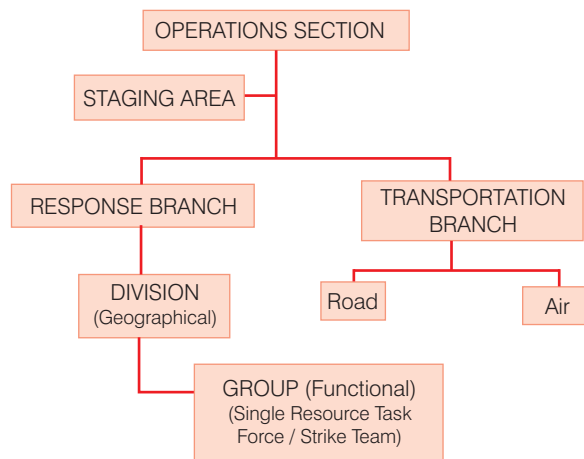 OPERATIONS SECTION
STAGING AREA
RESPONSE BRANCH
TRANSPORTATION
BRANCH
DIVISION
(Geographical)
Road
Air
GROUP (Functional)
(Single Resource Task
Force / Strike Team)